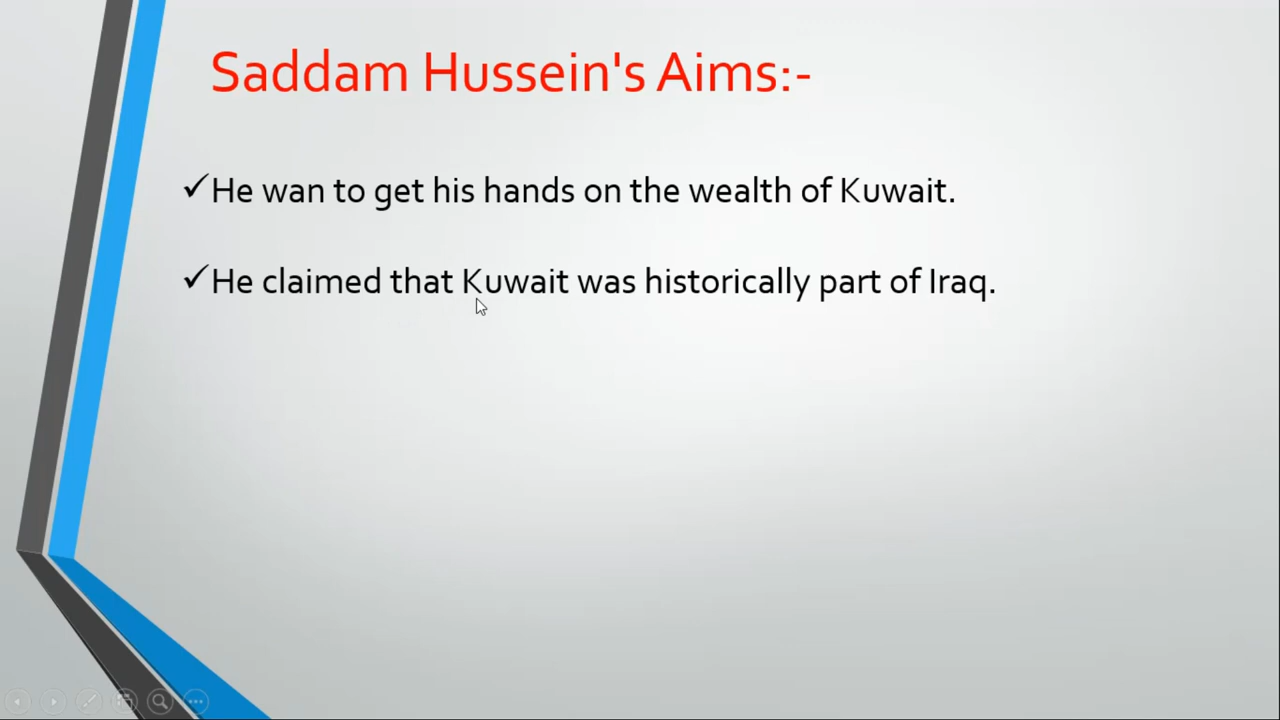 Saddam Hussein's Aims:-
✓He wan to get his hands on the wealth of Kuwait.
✓He claimed that Kuwait was historically part of Iraq.